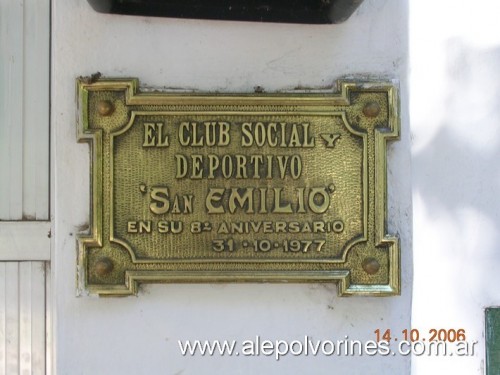 EL CLUB SOCIAL Y
DEPORTIVO
"SAN EMILIO"
EN SU 8º ANIVERSARIO
31-10-1977
14.10.2006
www.alepolvorines.com.ar